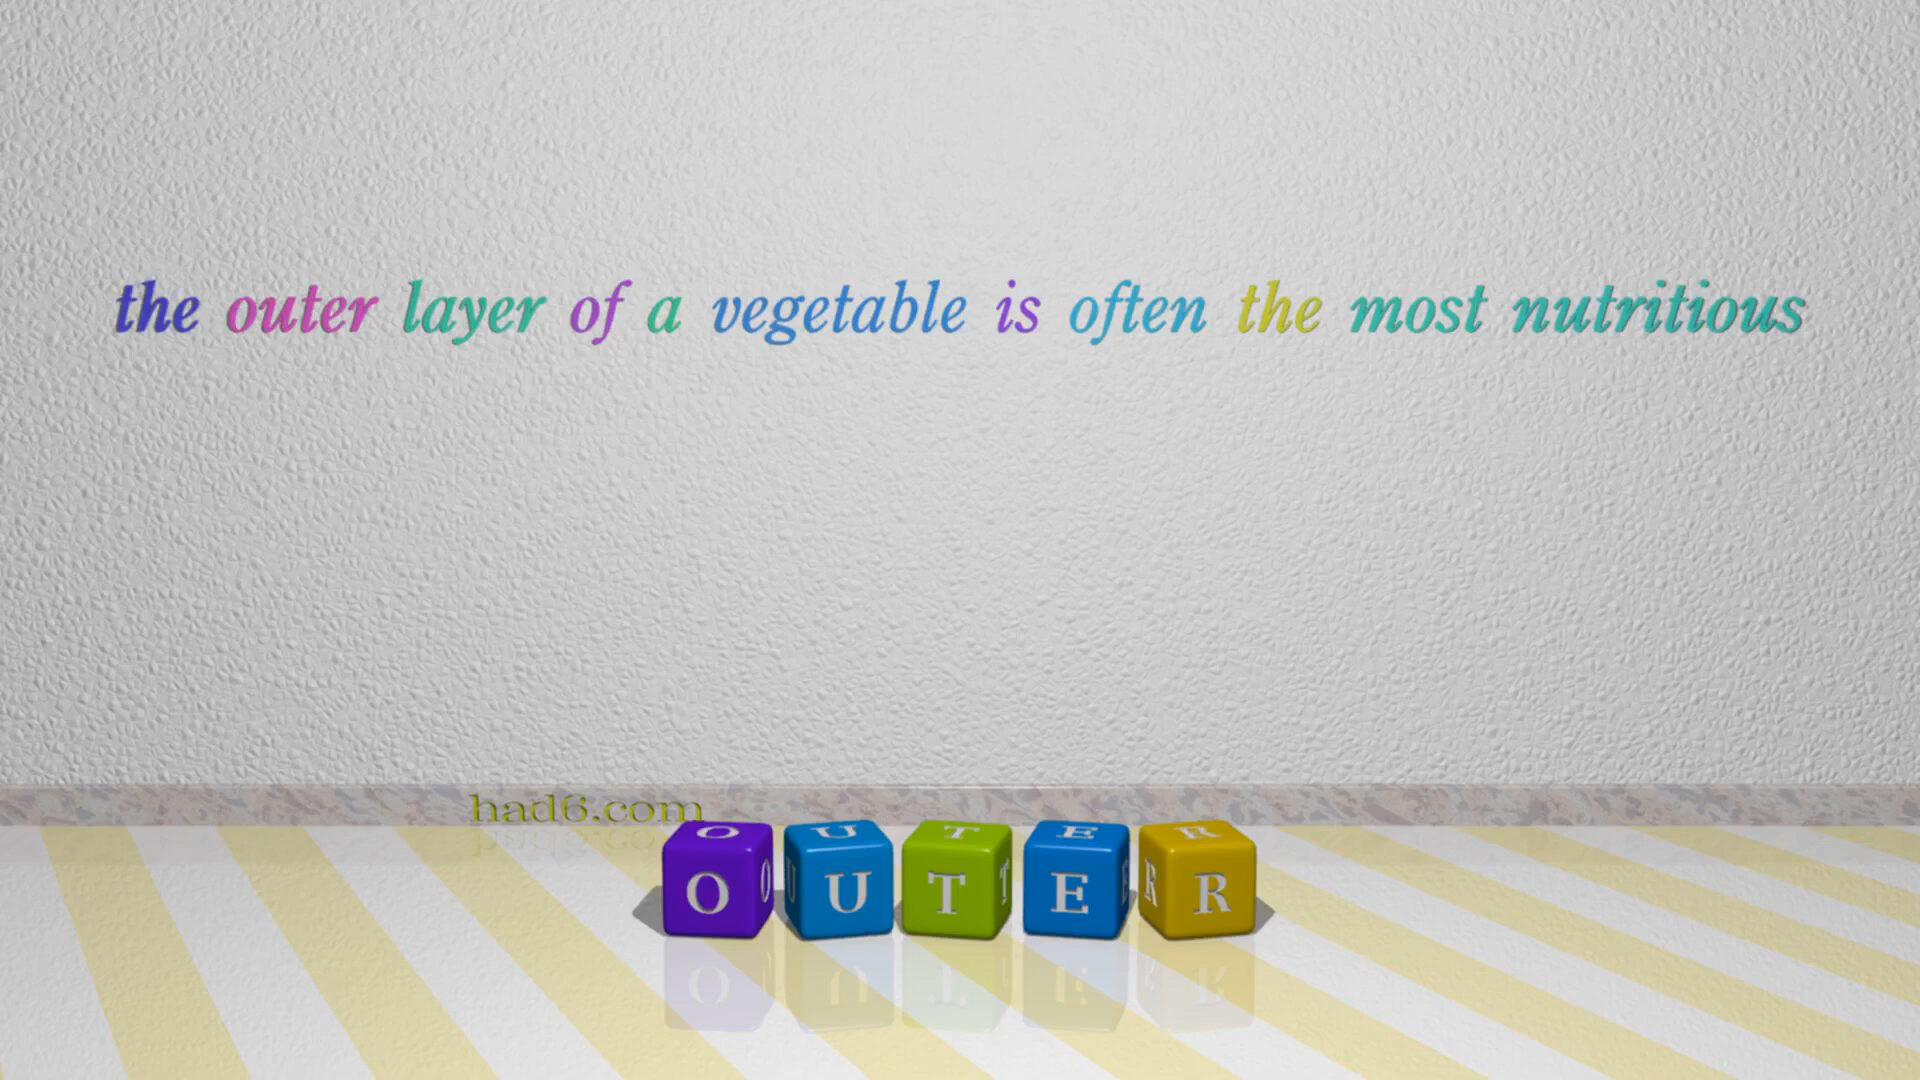 the outer layer of a vegetable is often the most nutritious
had6.com
OUTER